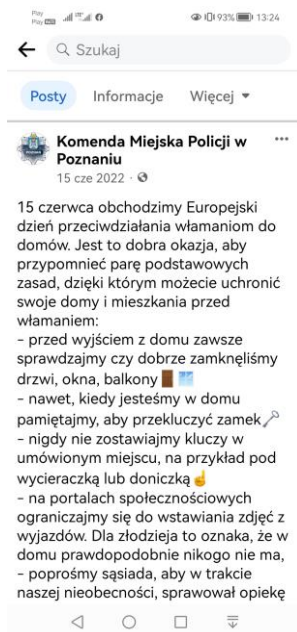 Play
Play
93% 13:24
Szukaj
Posty Informacje Więcej
Komenda Miejska Policji w
Poznaniu
15 cze 2022 ·
15 czerwca obchodzimy Europejski
dzień przeciwdziałania włamaniom do
domów. Jest to dobra okazja, aby
przypomnieć parę podstawowych
zasad, dzięki którym możecie uchronić
swoje domy i mieszkania przed
włamaniem:
- przed wyjściem z domu zawsze
sprawdzajmy czy dobrze zamknęliśmy
drzwi, okna, balkony🚪🪟
- nawet, kiedy jesteśmy w domu
pamiętajmy, aby przekluczyć zamek🗝️
- nigdy nie zostawiajmy kluczy w
umówionym miejscu, na przykład pod
wycieraczką lub doniczką☝️
- na portalach społecznościowych
ograniczajmy się do wstawiania zdjęć z
wyjazdów. Dla złodzieja to oznaka, że w
domu prawdopodobnie nikogo nie ma,
- poprośmy sąsiada, aby w trakcie
naszej nieobecności, sprawował opiekę